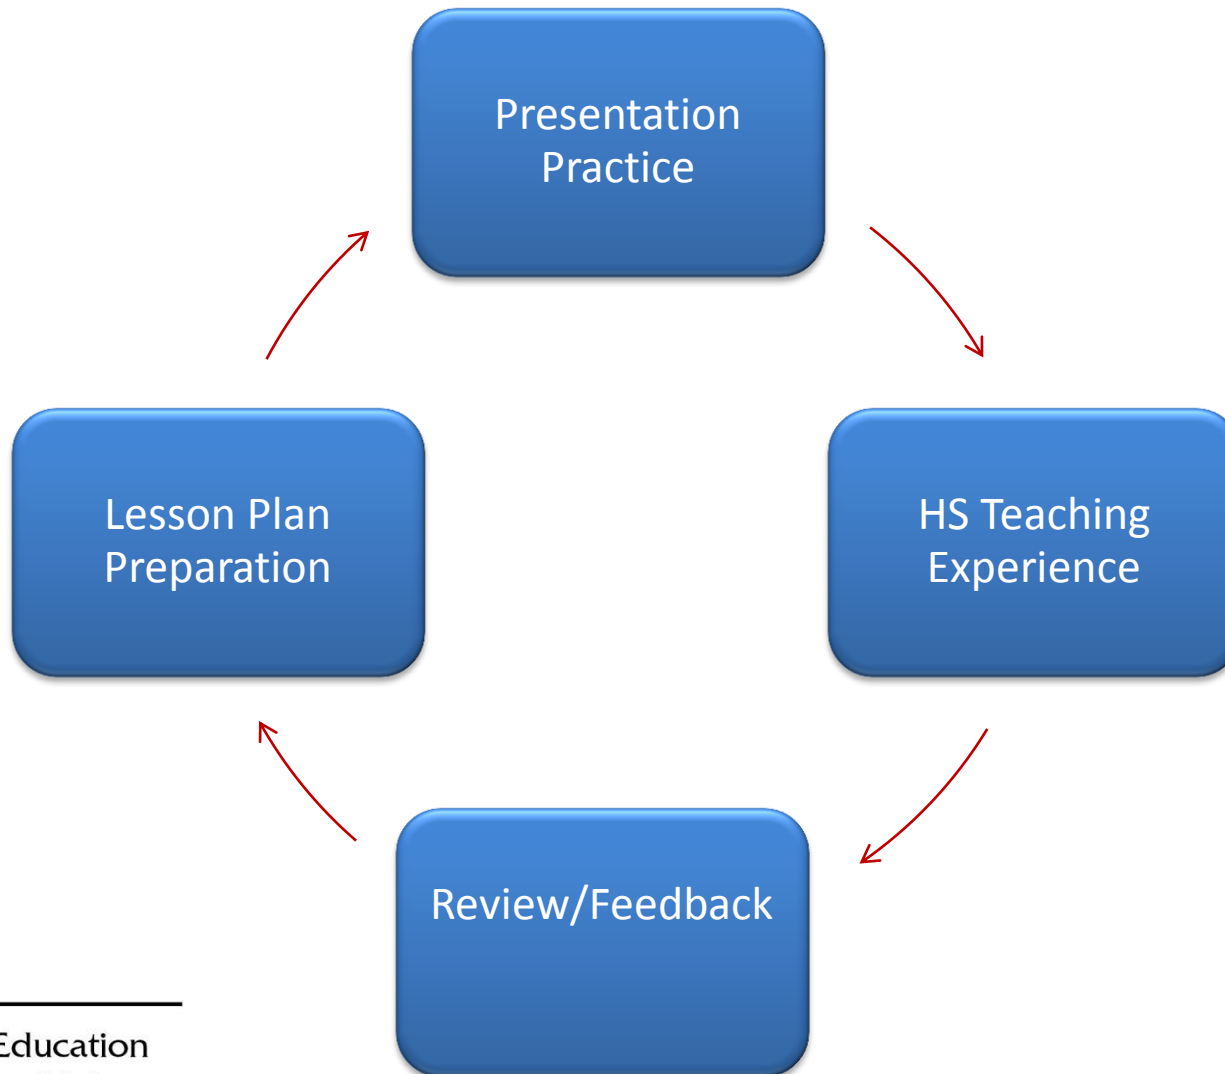 Presentation
Practice
Lesson Plan
Preparation
HS Teaching
Experience
Review/Feedback
Education